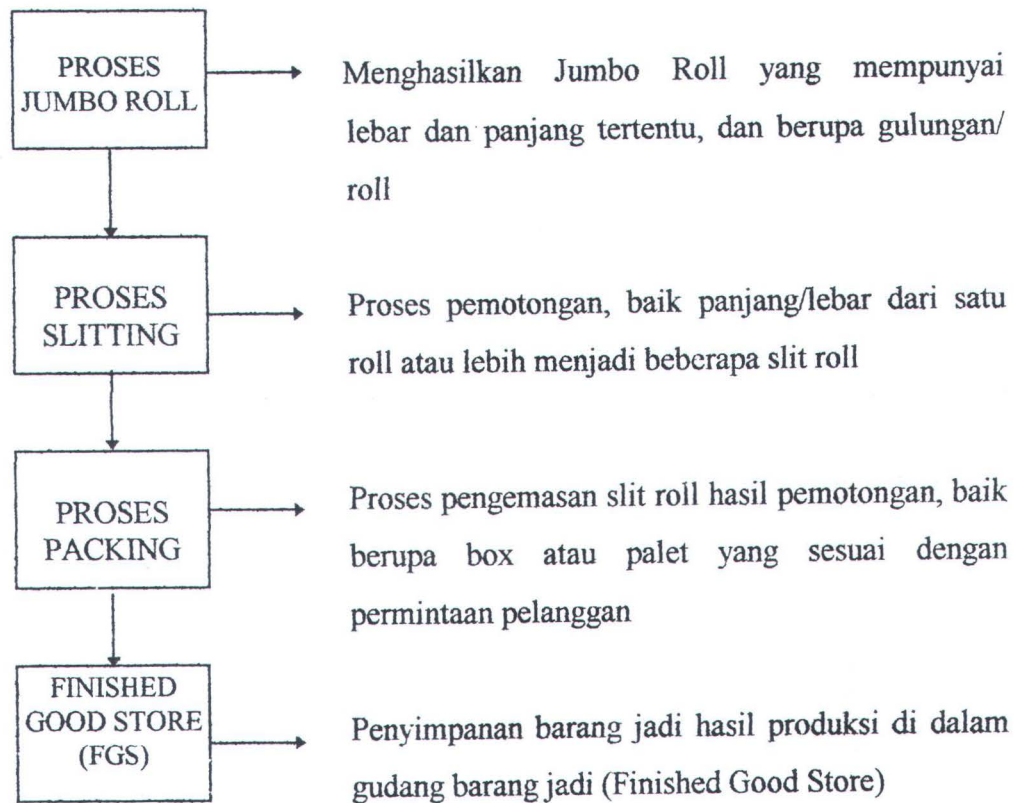 PROSES
JUMBO ROLL
Menghasilkan Jumbo Roll yang mempunyai
lebar dan panjang tertentu, dan berupa gulungan/
roll
PROSES
SLITTING
Proses pemotongan, baik panjang/lebar dari satu
roll atau lebih menjadi beberapa slit roll
PROSES
PACKING
Proses pengemasan slit roll hasil pemotongan, baik
berupa box atau palet yang sesuai dengan
permintaan pelanggan
FINISHED
GOOD STORE
(FGS)
Penyimpanan barang jadi hasil produksi di dalam
gudang barang jadi (Finished Good Store)